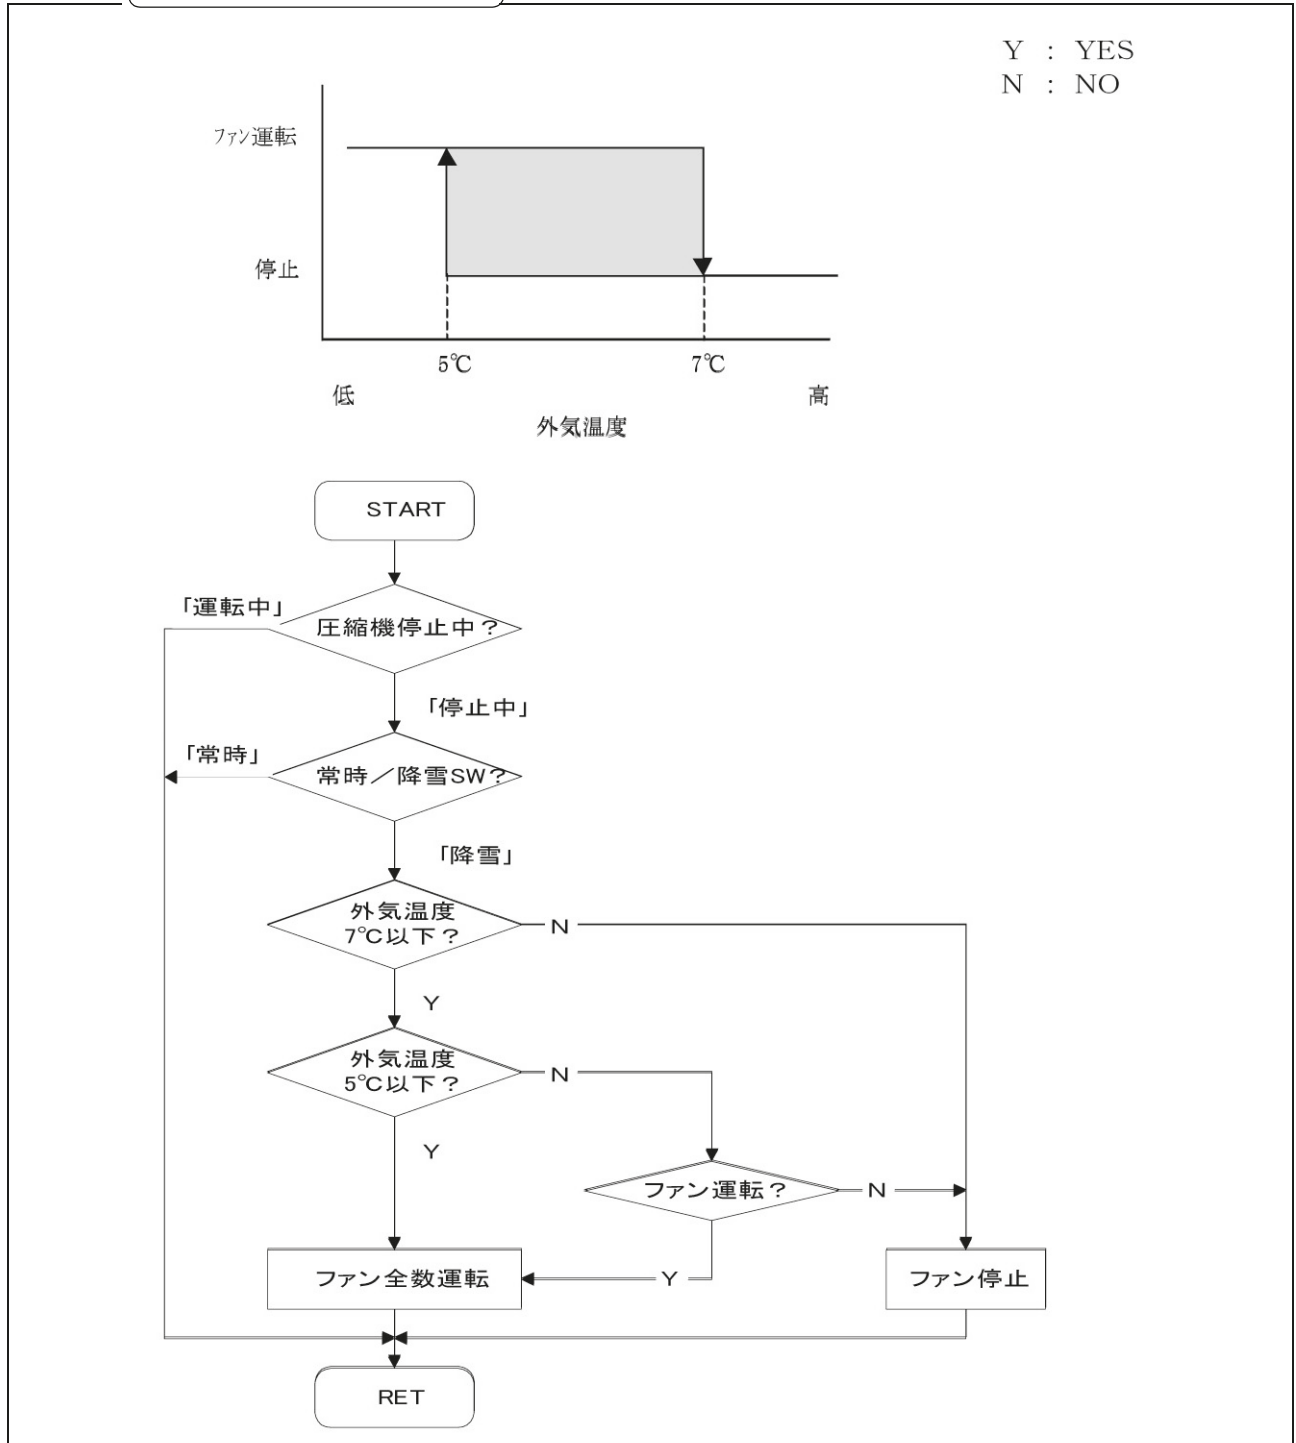 Y : YES
N : NO
ファン運転
停止
5℃ 7℃
低 高
外気温度
START
「運転中」
圧縮機停止中？
「停止中」
「常時」
常時／降雪SW？
「降雪」
外気温度
7℃以下？
N
Y
外気温度
5℃以下？
N
Y
ファン運転？
N
ファン全数運転
Y
ファン停止
RET